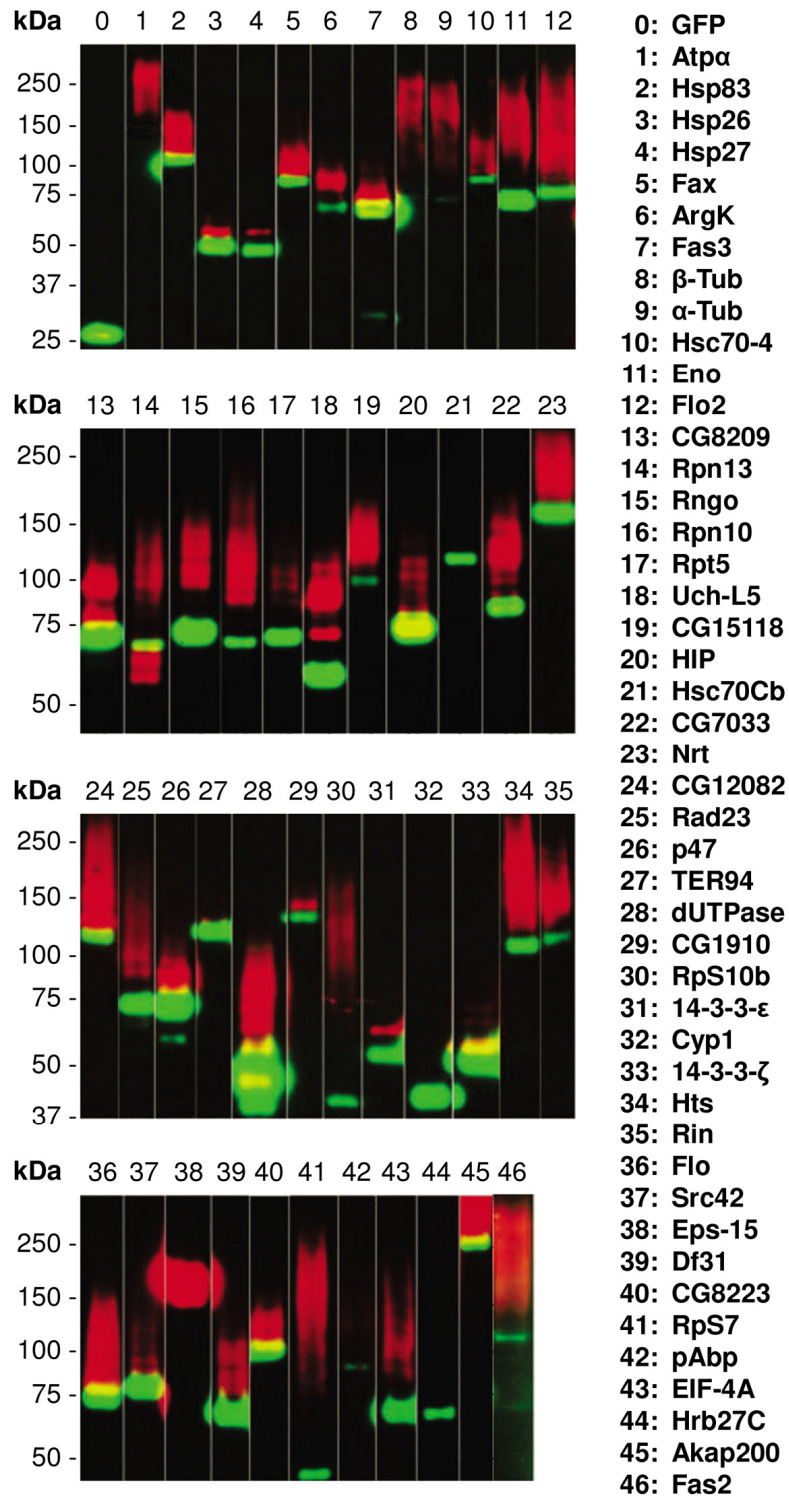 kDa 0 1 2 3 4 5 6 7 8 9 10 11 12
250 -
150 -
100 -
75 -
50 -
37 -
25 -
kDa 13 14 15 16 17 18 19 20 21 22 23
250 -
150 -
100 -
75 -
50 -
kDa 24 25 26 27 28 29 30 31 32 33 34 35
250 -
150 -
100 -
75 -
50 -
37 -
kDa 36 37 38 39 40 41 42 43 44 45 46
250 -
150 -
100 -
75 -
50 -
0: GFP
1: Atpα
2: Hsp83
3: Hsp26
4: Hsp27
5: Fax
6: ArgK
7: Fas3
8: β-Tub
9: α-Tub
10: Hsc70-4
11: Eno
12: Flo2
13: CG8209
14: Rpn13
15: Rngo
16: Rpn10
17: Rpt5
18: Uch-L5
19: CG15118
20: HIP
21: Hsc70Cb
22: CG7033
23: Nrt
24: CG12082
25: Rad23
26: p47
27: TER94
28: dUTPase
29: CG1910
30: RpS10b
31: 14-3-3-ε
32: Cyp1
33: 14-3-3-ζ
34: Hts
35: Rin
36: Flo
37: Src42
38: Eps-15
39: Df31
40: CG8223
41: RpS7
42: pAbp
43: EIF-4A
44: Hrb27C
45: Akap200
46: Fas2